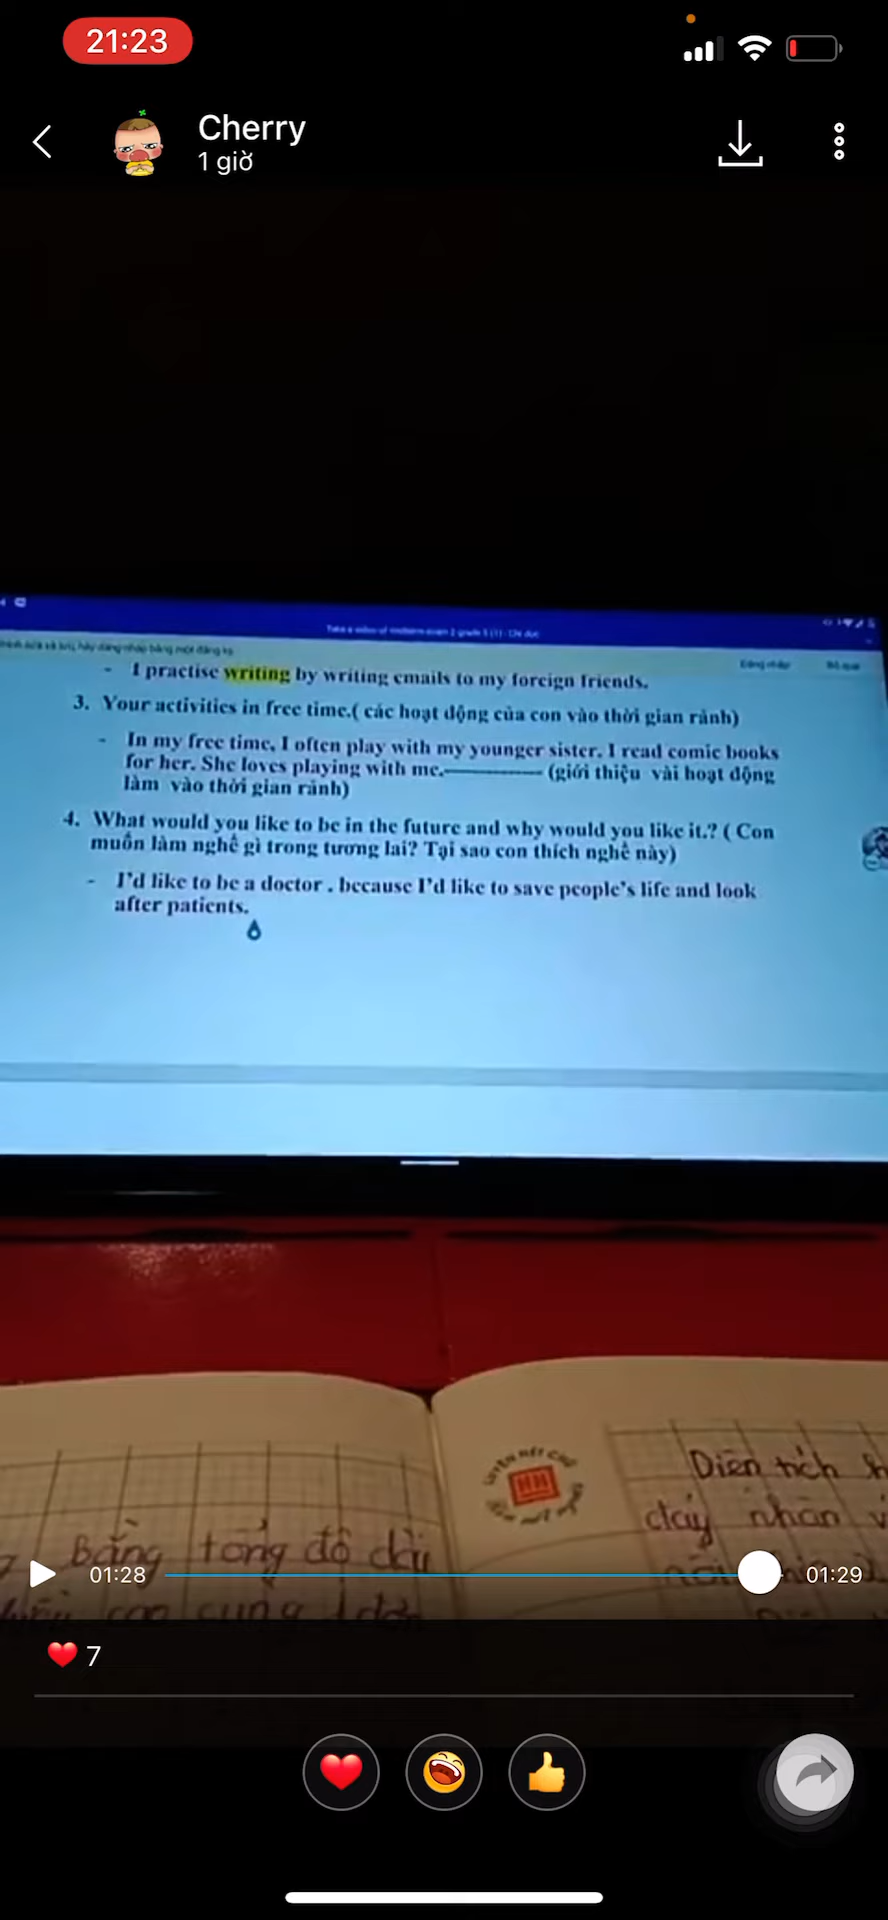 21:23
Cherry
1 giờ
- I practise writing by writing emails to my foreign friends.
3. Your activities in free time.( các hoạt động của con vào thời gian rảnh)
- In my free time, I often play with my younger sister. I read comic books
for her. She loves playing with me. (giới thiệu vài hoạt động
làm vào thời gian rảnh)
4. What would you like to be in the future and why would you like it.? ( Con
muốn làm nghề gì trong tương lai? Tại sao con thích nghề này)
- I'd like to be a doctor . because I'd like to save people's life and look
after patients.
Diện tích
đáy nhân
Bằng tổng độ dài
01:28
01:29
7